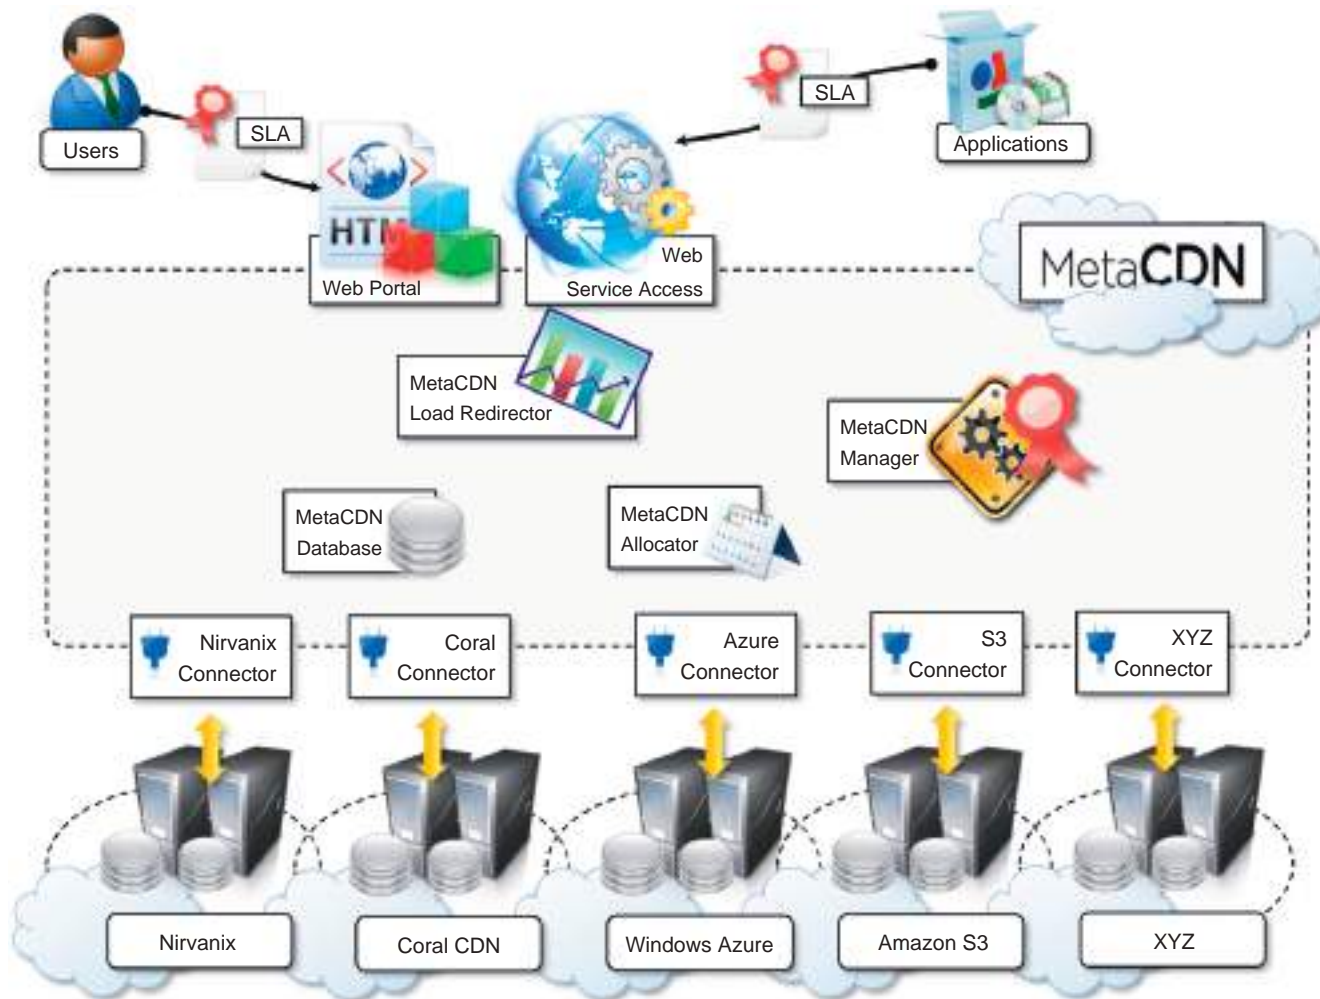 SLA
SLA
Users
Applications
HTM
Web Portal
Web
Service Access
MetaCDN
MetaCDN
Load Redirector
MetaCDN
Manager
MetaCDN
Database
MetaCDN
Allocator
Nirvanix
Connector
Coral
Connector
Azure
Connector
S3
Connector
XYZ
Connector
Nirvanix
Coral CDN
Windows Azure
Amazon S3
XYZ